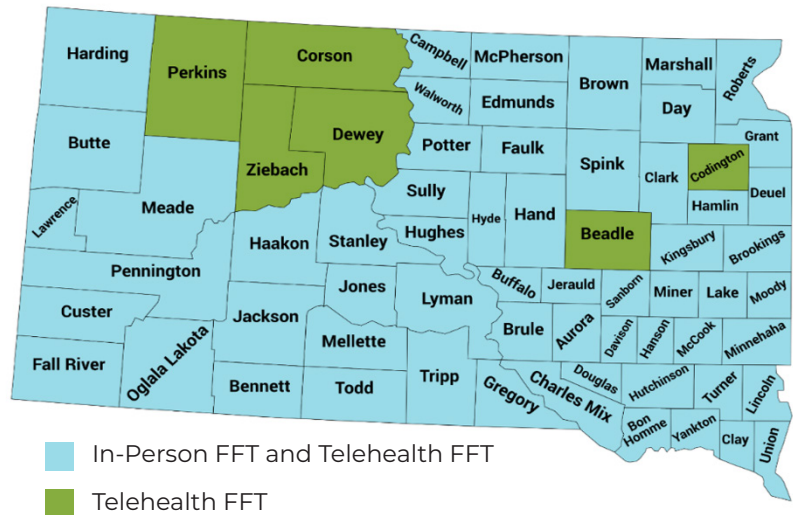 Harding
Perkins
Corson
Campbell
McPherson
Brown
Marshall
Roberts
Walworth
Edmunds
Day
Grant
Butte
Ziebach
Dewey
Potter
Faulk
Spink
Clark
Codington
Deuel
Hamlin
Lawrence
Meade
Sully
Hyde
Hand
Beadle
Kingsbury
Brookings
Haakon
Stanley
Hughes
Pennington
Buffalo
Jerauld
Sanborn
Miner
Lake
Moody
Custer
Jackson
Jones
Lyman
Brule
Aurora
Davison
Hanson
McCook
Minnehaha
Fall River
Oglala Lakota
Bennett
Mellette
Todd
Tripp
Gregory
Charles Mix
Douglas
Hutchinson
Turner
Lincoln
Bon
Homme
Yankton
Clay
Union
In-Person FFT and Telehealth FFT
Telehealth FFT